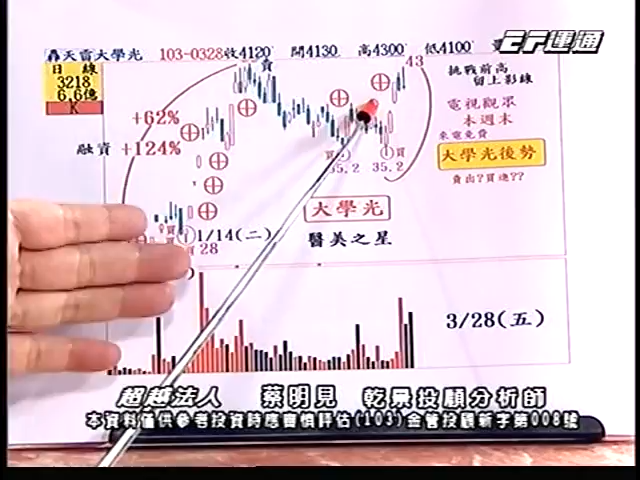 ET運通
轟天雷大學光 103-0328收4120 開4130 高4300 低4100
日 線
3218
6.6億
K
43
買
挑戰前高
留上影線
電視觀眾
本週末
來電免費
大學光後勢
賣出?買進??
+62%
融資 +124%
買
買
35.2
35.2
大學光
醫美之星
1/14(二)
買
28
3/28(五)
超越法人 蔡明見 乾景投顧分析師
本資料僅供參考投資時應審慎評估(103)金管投顧新字第008號